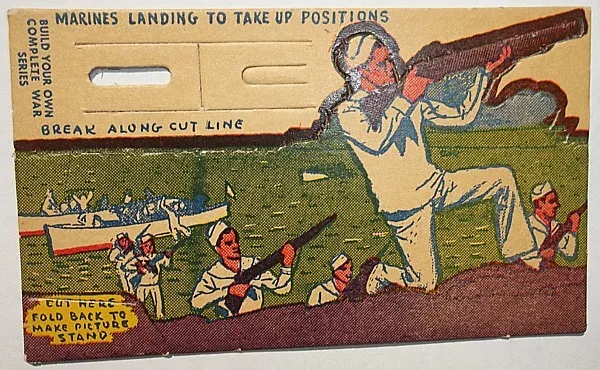 MARINES LANDING TO TAKE UP POSITIONS
BUILD YOUR OWN
COMPLETE WAR
SERIES
BREAK ALONG CUT LINE
CUT HERE
FOLD BACK TO
MAKE PICTURE
STAND